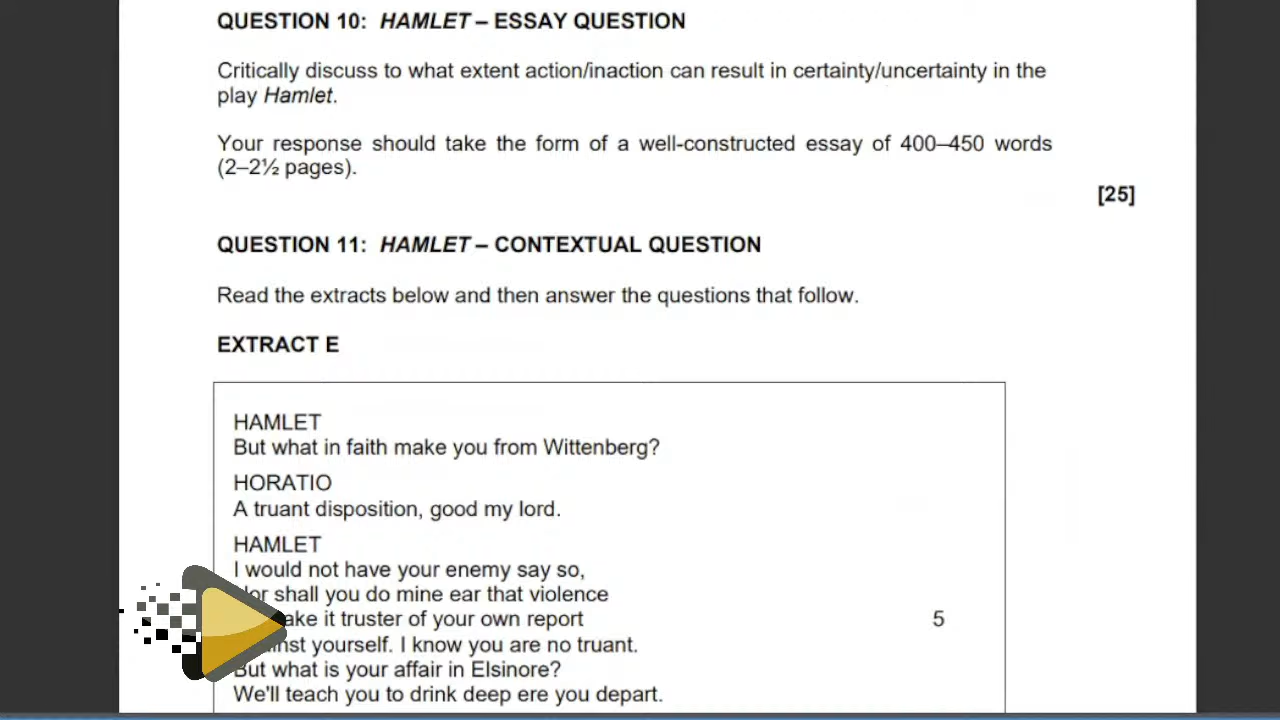 QUESTION 10: HAMLET – ESSAY QUESTION
Critically discuss to what extent action/inaction can result in certainty/uncertainty in the
play Hamlet.
Your response should take the form of a well-constructed essay of 400–450 words
(2–2½ pages).
[25]
QUESTION 11: HAMLET – CONTEXTUAL QUESTION
Read the extracts below and then answer the questions that follow.
EXTRACT E
HAMLET
But what in faith make you from Wittenberg?
HORATIO
A truant disposition, good my lord.
HAMLET
I would not have your enemy say so,
shall you do mine ear that violence
it truster of your own report 5
yourself. I know you are no truant.
But what is your affair in Elsinore?
We'll teach you to drink deep ere you depart.